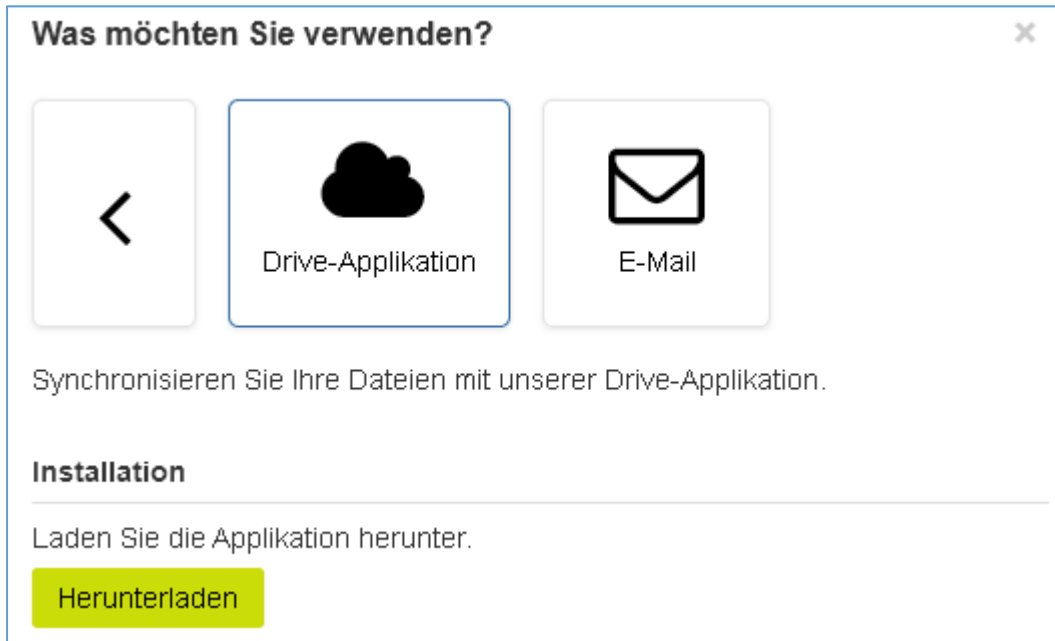 Was möchten Sie verwenden?
Drive-Applikation
E-Mail
Synchronisieren Sie Ihre Dateien mit unserer Drive-Applikation.
Installation
Laden Sie die Applikation herunter.
Herunterladen